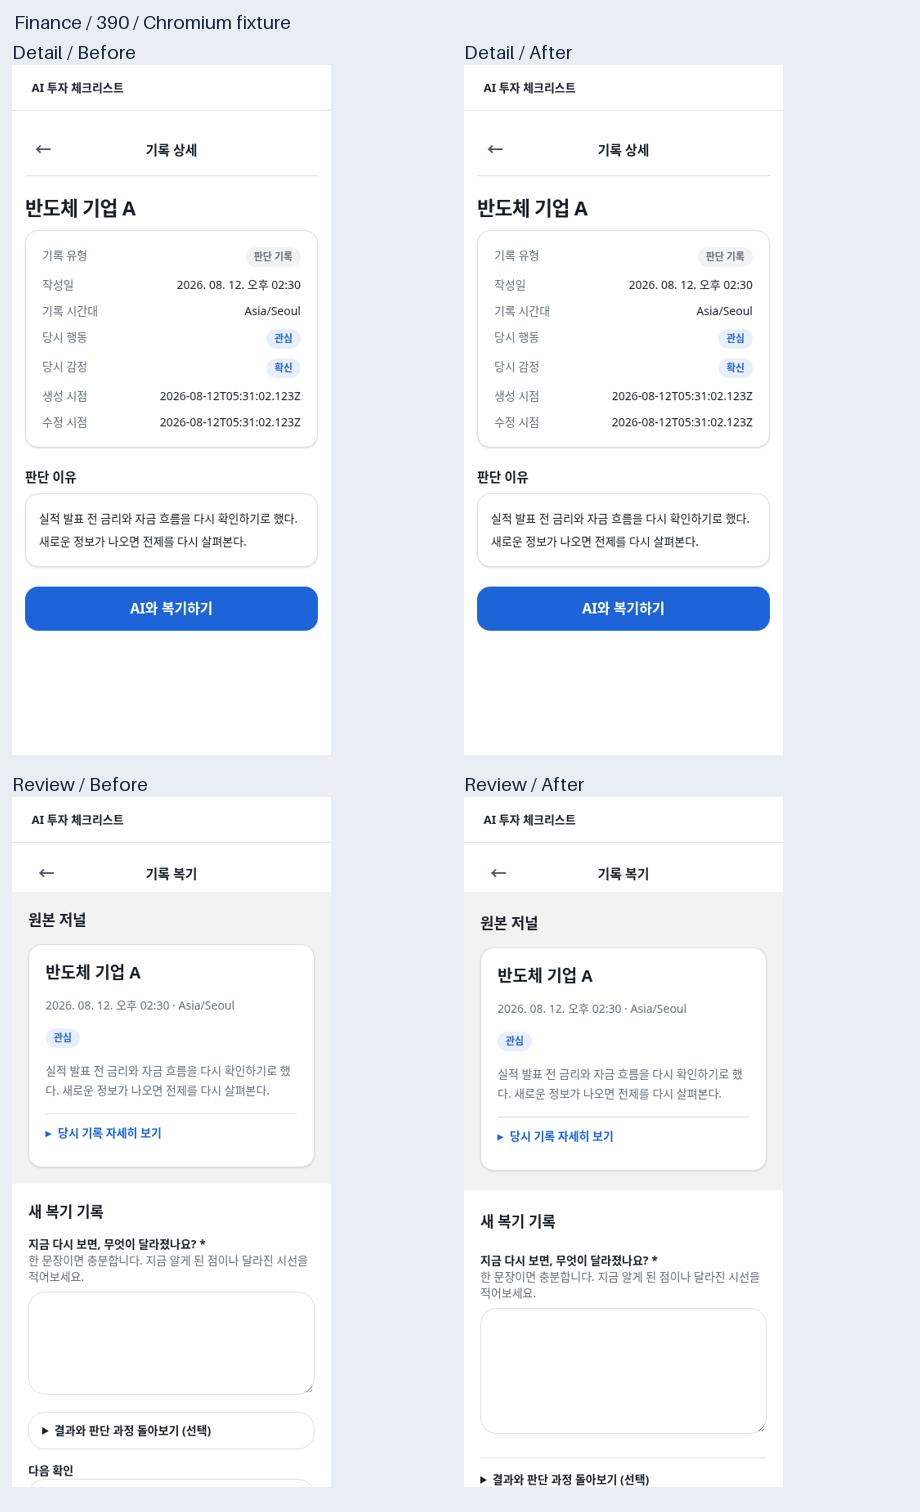 Finance / 390 / Chromium fixture
Detail / Before
AI 투자 체크리스트
←
기록 상세
반도체 기업 A
기록 유형
판단 기록
작성일
2026. 08. 12. 오후 02:30
기록 시간대
Asia/Seoul
당시 행동
관심
당시 감정
확신
생성 시점
2026-08-12T05:31:02.123Z
수정 시점
2026-08-12T05:31:02.123Z
판단 이유
실적 발표 전 금리와 자금 흐름을 다시 확인하기로 했다.
새로운 정보가 나오면 전제를 다시 살펴본다.
AI와 복기하기
Detail / After
AI 투자 체크리스트
←
기록 상세
반도체 기업 A
기록 유형
판단 기록
작성일
2026. 08. 12. 오후 02:30
기록 시간대
Asia/Seoul
당시 행동
관심
당시 감정
확신
생성 시점
2026-08-12T05:31:02.123Z
수정 시점
2026-08-12T05:31:02.123Z
판단 이유
실적 발표 전 금리와 자금 흐름을 다시 확인하기로 했다.
새로운 정보가 나오면 전제를 다시 살펴본다.
AI와 복기하기
Review / Before
AI 투자 체크리스트
←
기록 복기
원본 저널
반도체 기업 A
2026. 08. 12. 오후 02:30 · Asia/Seoul
관심
실적 발표 전 금리와 자금 흐름을 다시 확인하기로 했
다. 새로운 정보가 나오면 전제를 다시 살펴본다.
▸ 당시 기록 자세히 보기
새 복기 기록
지금 다시 보면, 무엇이 달라졌나요? *
한 문장이면 충분합니다. 지금 알게 된 점이나 달라진 시선을
적어보세요.
▸ 결과와 판단 과정 돌아보기 (선택)
다음 확인
Review / After
AI 투자 체크리스트
←
기록 복기
원본 저널
반도체 기업 A
2026. 08. 12. 오후 02:30 · Asia/Seoul
관심
실적 발표 전 금리와 자금 흐름을 다시 확인하기로 했
다. 새로운 정보가 나오면 전제를 다시 살펴본다.
▸ 당시 기록 자세히 보기
새 복기 기록
지금 다시 보면, 무엇이 달라졌나요? *
한 문장이면 충분합니다. 지금 알게 된 점이나 달라진 시선을
적어보세요.
▸ 결과와 판단 과정 돌아보기 (선택)